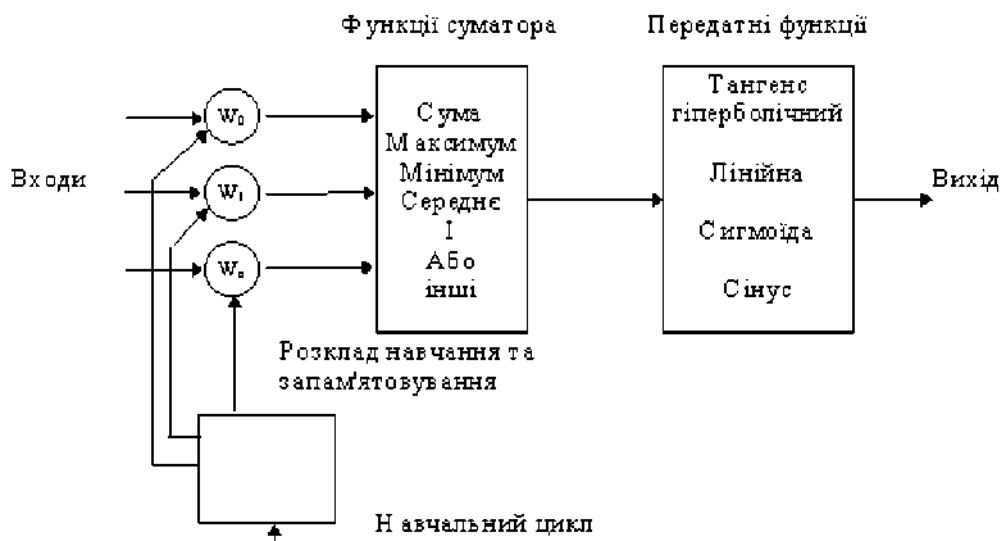 Функції суматора
Передатні функції
Входи
W₀
W₁
Wₙ
Сума
Максимум
Мінімум
Середнє
І
Або
інші
Тангенс
гіперболічний
Лінійна
Сигмоїда
Сінус
Вихід
Розклад навчання та
запам'ятовування
Навчальний цикл